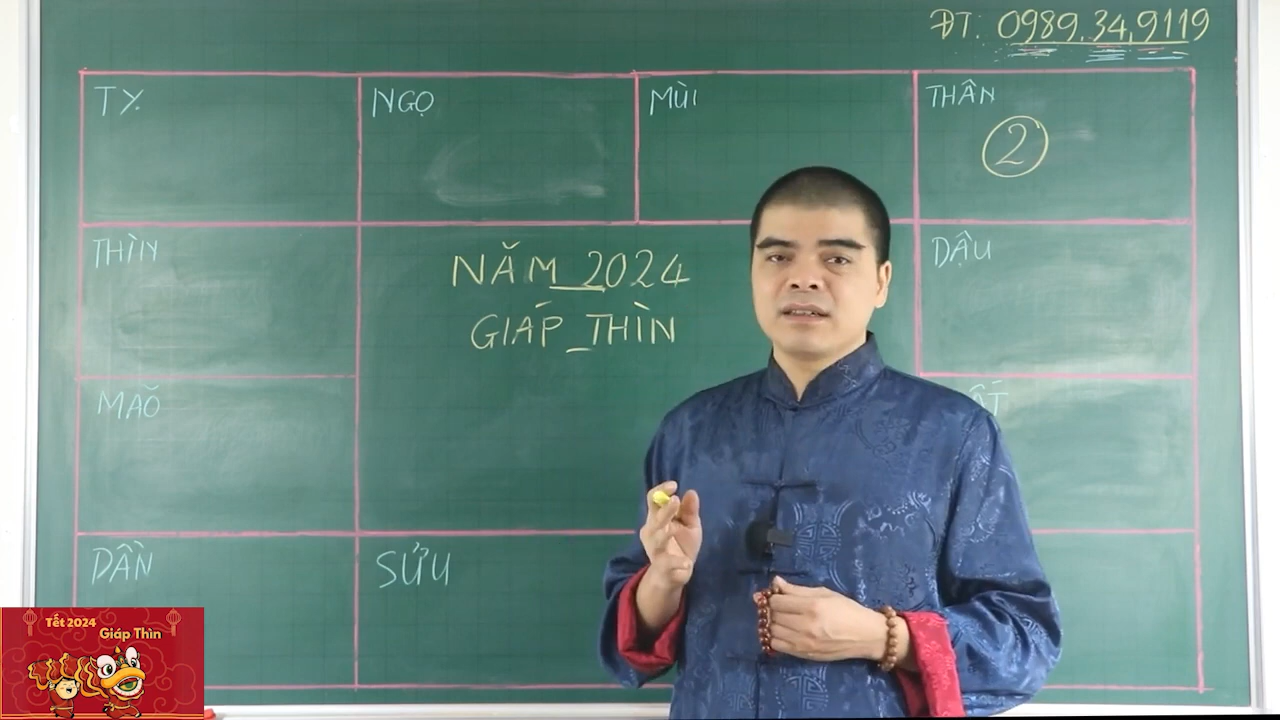 ĐT: 0989.34.9119
TỴ
NGỌ
MÙI
THÂN
2
THÌN
NĂM 2024
DẬU
GIÁP THÌN
MÃO
DẦN
SỬU
Tết 2024
Giáp Thìn